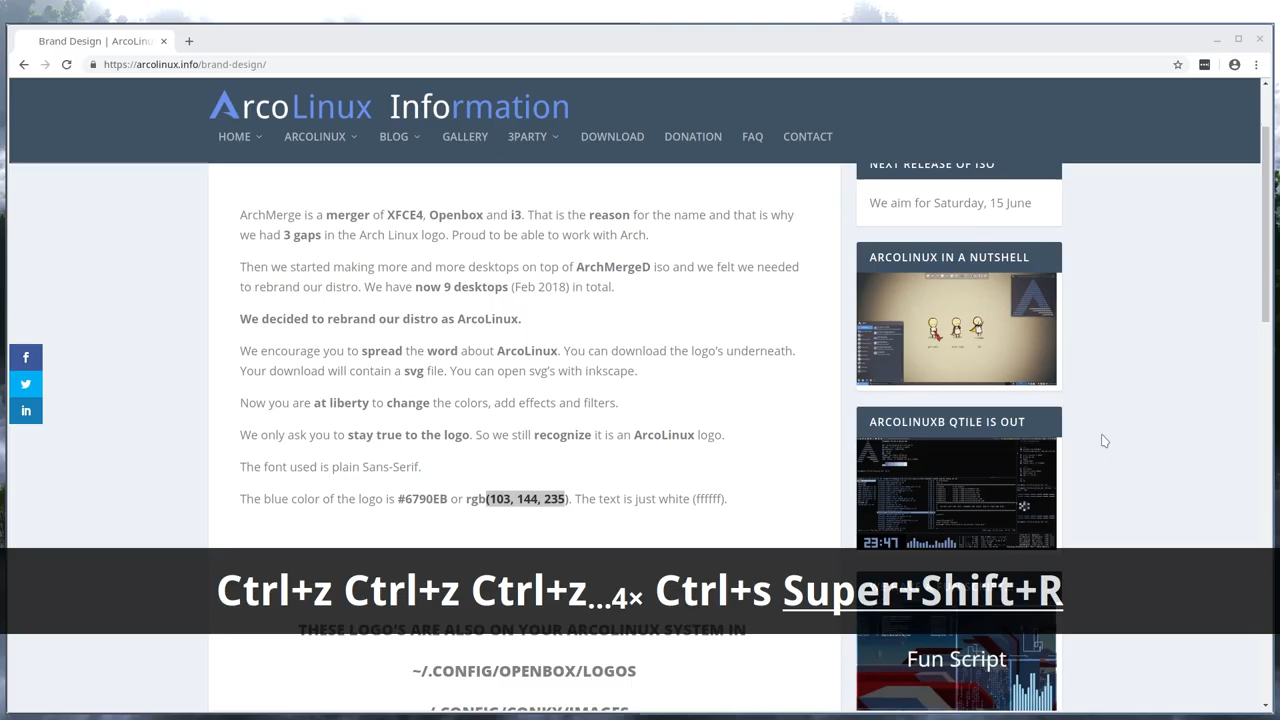 Brand Design | ArcoLinu
https://arcolinux.info/brand-design/
ArcoLinux Information
HOME ARCOLINUX BLOG GALLERY 3PARTY DOWNLOAD DONATION FAQ CONTACT
ArchMerge is a merger of XFCE4, Openbox and i3. That is the reason for the name and that is why
we had 3 gaps in the Arch Linux logo. Proud to be able to work with Arch.
Then we started making more and more desktops on top of ArchMergeD iso and we felt we needed
to rebrand our distro. We have now 9 desktops (Feb 2018) in total.
We decided to rebrand our distro as ArcoLinux.
We encourage you to spread the word about ArcoLinux. You can download the logo's underneath.
Your download will contain a svg file. You can open svg's with inkscape.
Now you are at liberty to change the colors, add effects and filters.
We only ask you to stay true to the logo. So we still recognize it is an ArcoLinux logo.
The font used is plain Sans-Serif.
The blue color of the logo is #6790EB or rgb(103, 144, 235). The text is just white (ffffff).
THESE LOGO'S ARE ALSO ON YOUR ARCOLINUX SYSTEM IN
~/.CONFIG/OPENBOX/LOGOS
~/.CONFIG/CONKY/IMAGES
NEXT RELEASE OF ISO
We aim for Saturday, 15 June
ARCOLINUX IN A NUTSHELL
ARCOLINUXB QTILE IS OUT
23:47
Fun Script
Ctrl+z Ctrl+z Ctrl+z...4× Ctrl+s Super+Shift+R